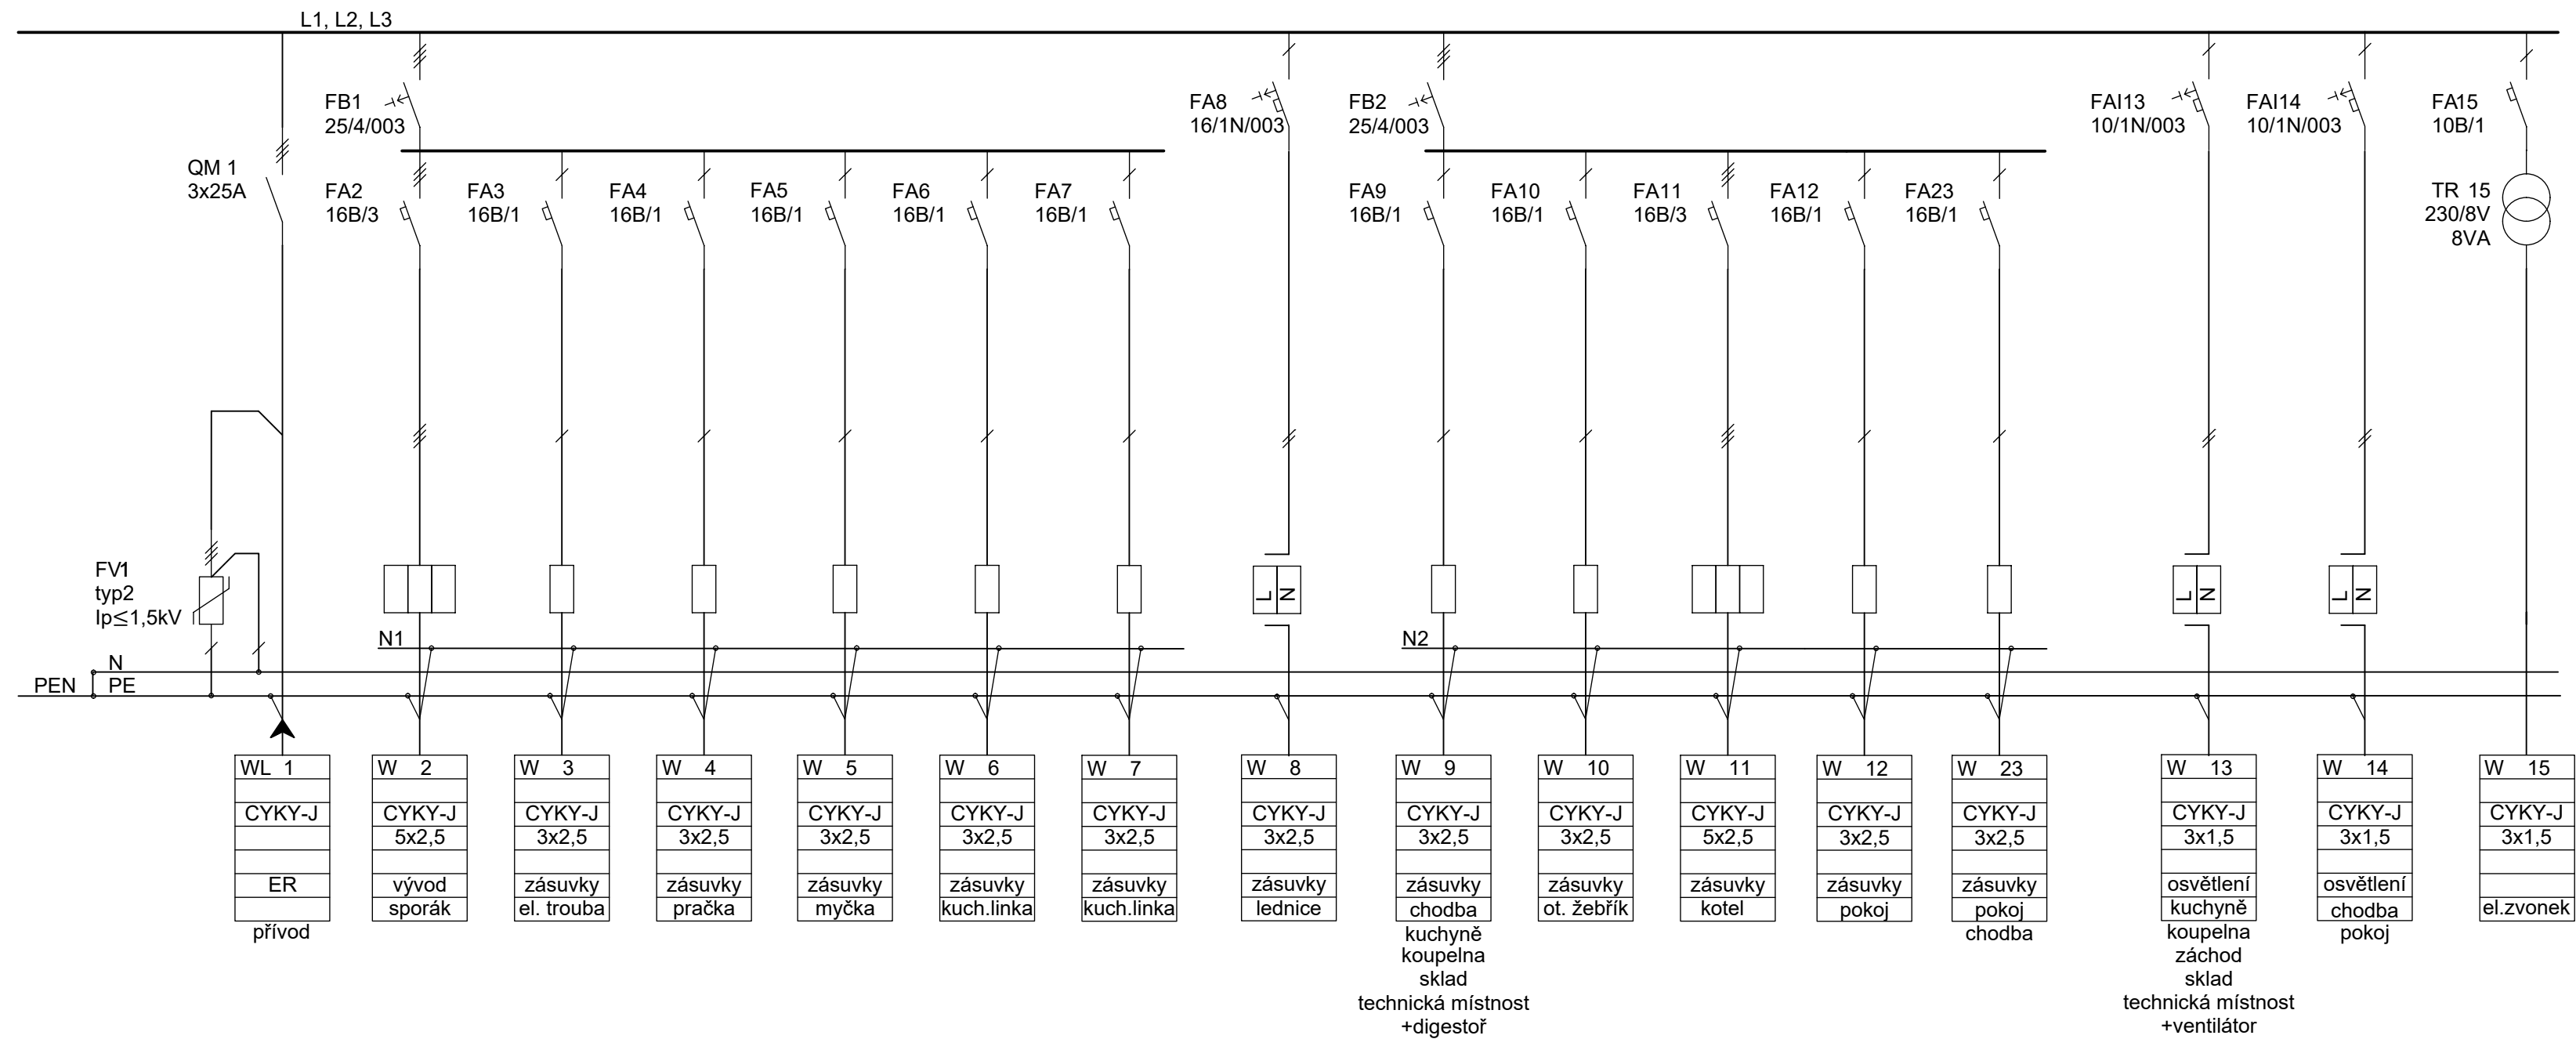 L1, L2, L3
QM 1
3x25A
FB1
25/4/003
FA2
16B/3
FA3
16B/1
FA4
16B/1
FA5
16B/1
FA6
16B/1
FA7
16B/1
FA8
16/1N/003
FB2
25/4/003
FA9
16B/1
FA10
16B/1
FA11
16B/3
FA12
16B/1
FA23
16B/1
FAI13
10/1N/003
FAI14
10/1N/003
FA15
10B/1
TR 15
230/8V
8VA
FV1
typ2
Ip≤1,5kV
L
N
L
N
L
N
N1
N2
N
PEN
PE
WL 1
CYKY-J
ER
přívod
W 2
CYKY-J
5x2,5
vývod
sporák
W 3
CYKY-J
3x2,5
zásuvky
el. trouba
W 4
CYKY-J
3x2,5
zásuvky
pračka
W 5
CYKY-J
3x2,5
zásuvky
myčka
W 6
CYKY-J
3x2,5
zásuvky
kuch.linka
W 7
CYKY-J
3x2,5
zásuvky
kuch.linka
W 8
CYKY-J
3x2,5
zásuvky
lednice
W 9
CYKY-J
3x2,5
zásuvky
chodba
kuchyně
koupelna
sklad
technická místnost
+digestoř
W 10
CYKY-J
3x2,5
zásuvky
ot. žebřík
W 11
CYKY-J
5x2,5
zásuvky
kotel
W 12
CYKY-J
3x2,5
zásuvky
pokoj
W 23
CYKY-J
3x2,5
zásuvky
pokoj
chodba
W 13
CYKY-J
3x1,5
osvětlení
kuchyně
koupelna
záchod
sklad
technická místnost
+ventilátor
W 14
CYKY-J
3x1,5
osvětlení
chodba
pokoj
W 15
CYKY-J
3x1,5
el.zvonek